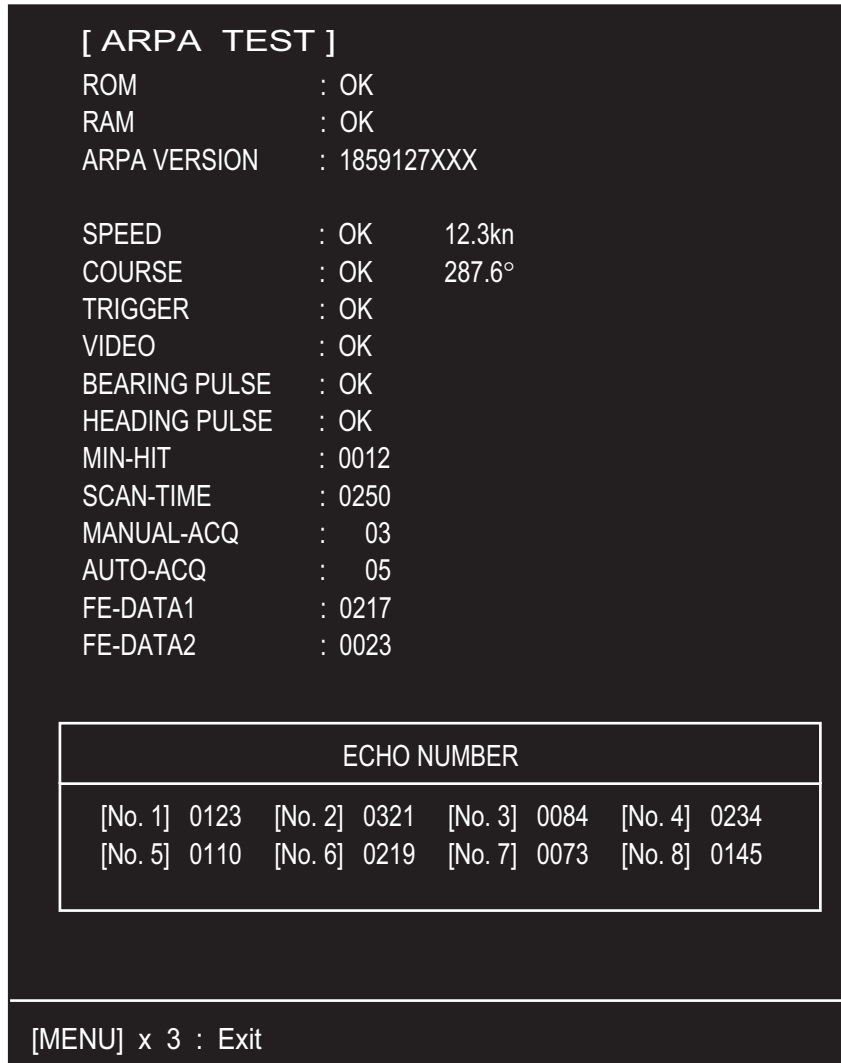 [ ARPA TEST ]
ROM : OK
RAM : OK
ARPA VERSION : 1859127XXX
SPEED : OK 12.3kn
COURSE : OK 287.6°
TRIGGER : OK
VIDEO : OK
BEARING PULSE : OK
HEADING PULSE : OK
MIN-HIT : 0012
SCAN-TIME : 0250
MANUAL-ACQ : 03
AUTO-ACQ : 05
FE-DATA1 : 0217
FE-DATA2 : 0023
ECHO NUMBER
[No. 1] 0123 [No. 2] 0321 [No. 3] 0084 [No. 4] 0234
[No. 5] 0110 [No. 6] 0219 [No. 7] 0073 [No. 8] 0145
[MENU] x 3 : Exit